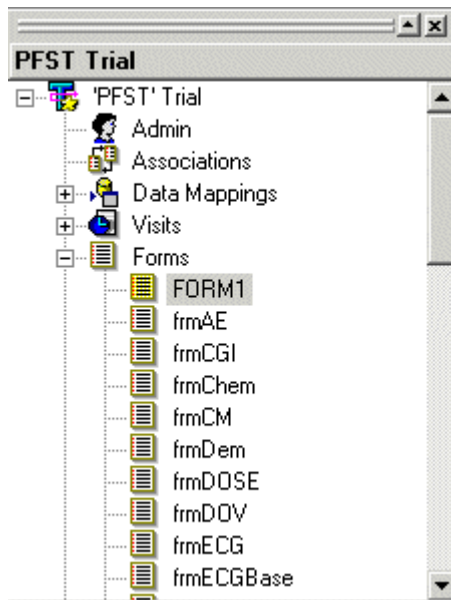 PFST Trial
'PFST' Trial
Admin
Associations
Data Mappings
Visits
Forms
FORM1
frmAE
frmCGI
frmChem
frmCM
frmDem
frmDOSE
frmDOV
frmECG
frmECGBase